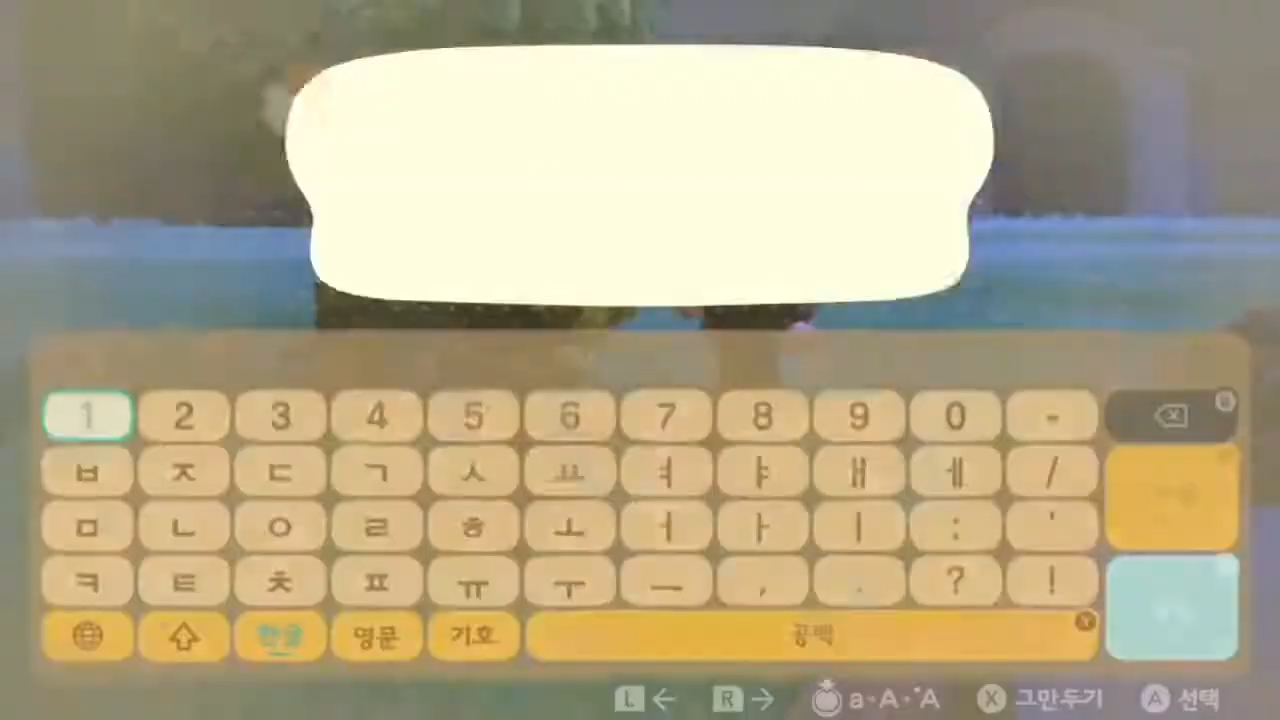 1 2 3 4 5 6 7 8 9 0 -
ㅂ ㅈ ㄷ ㄱ ㅅ ㅛ ㅕ ㅑ ㅐ ㅔ /
ㅁ ㄴ ㅇ ㄹ ㅎ ㅗ ㅓ ㅏ ㅣ : '
ㅋ ㅌ ㅊ ㅍ ㅠ ㅜ ㅡ , . ? !
한글 영문 기호 공백 Y
L ← R → a·A·*A X 그만두기 A 선택